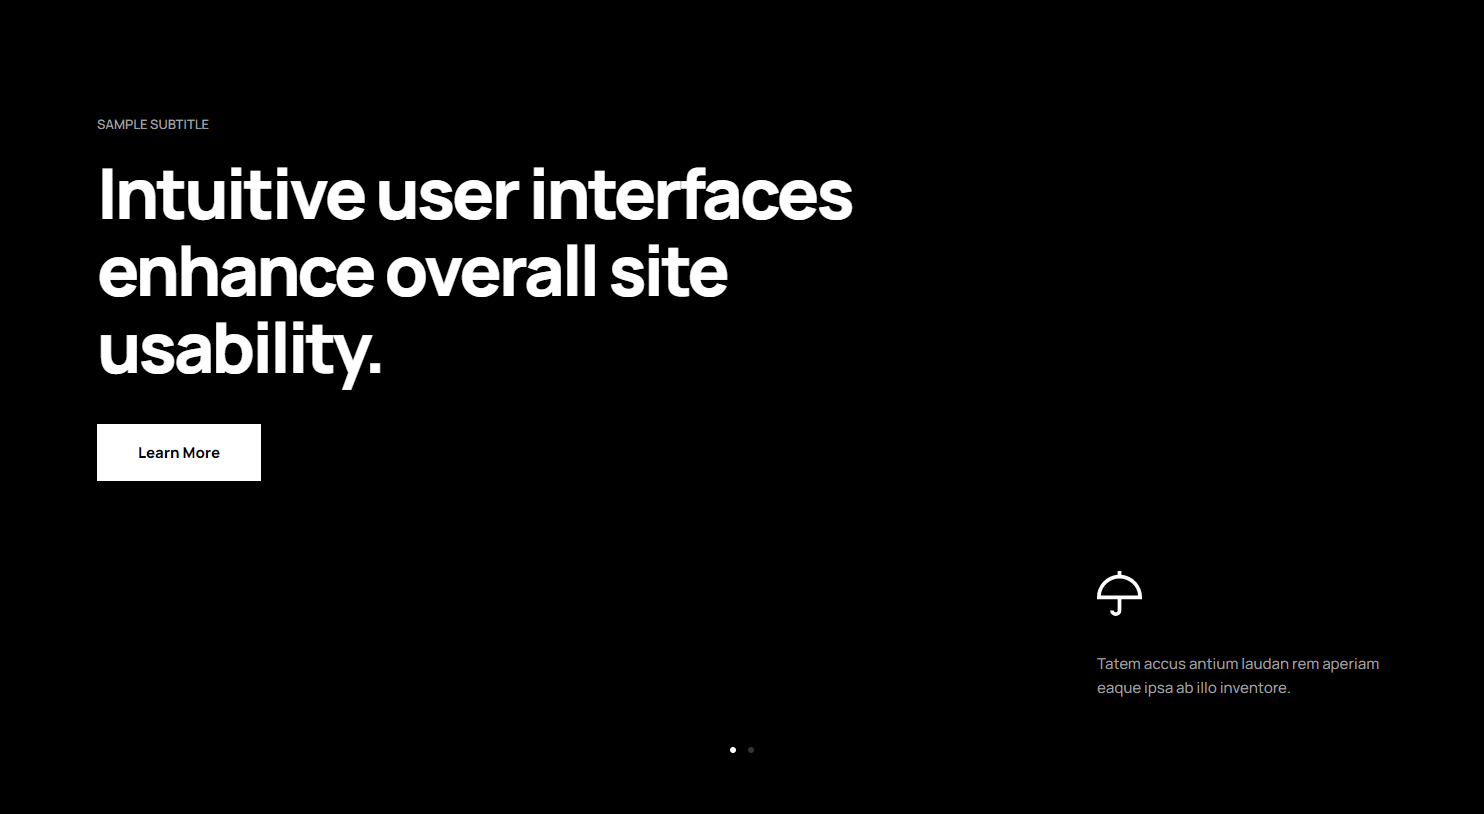 SAMPLE SUBTITLE
Intuitive user interfaces
enhance overall site
usability.
Learn More
Tatem accus antium laudan rem aperiam
eaque ipsa ab illo inventore.